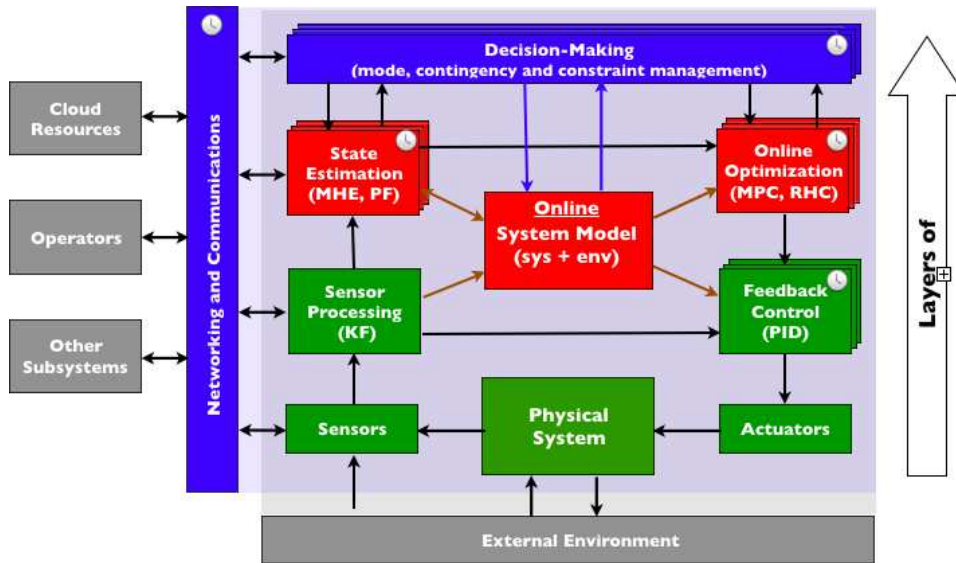 Decision-Making
(mode, contingency and constraint management)
Cloud
Resources
Operators
Other
Subsystems
Networking and Communications
State
Estimation
(MHE, PF)
Online
Optimization
(MPC, RHC)
Online
System Model
(sys + env)
Sensor
Processing
(KF)
Feedback
Control
(PID)
Sensors
Physical
System
Actuators
External Environment
Layers of